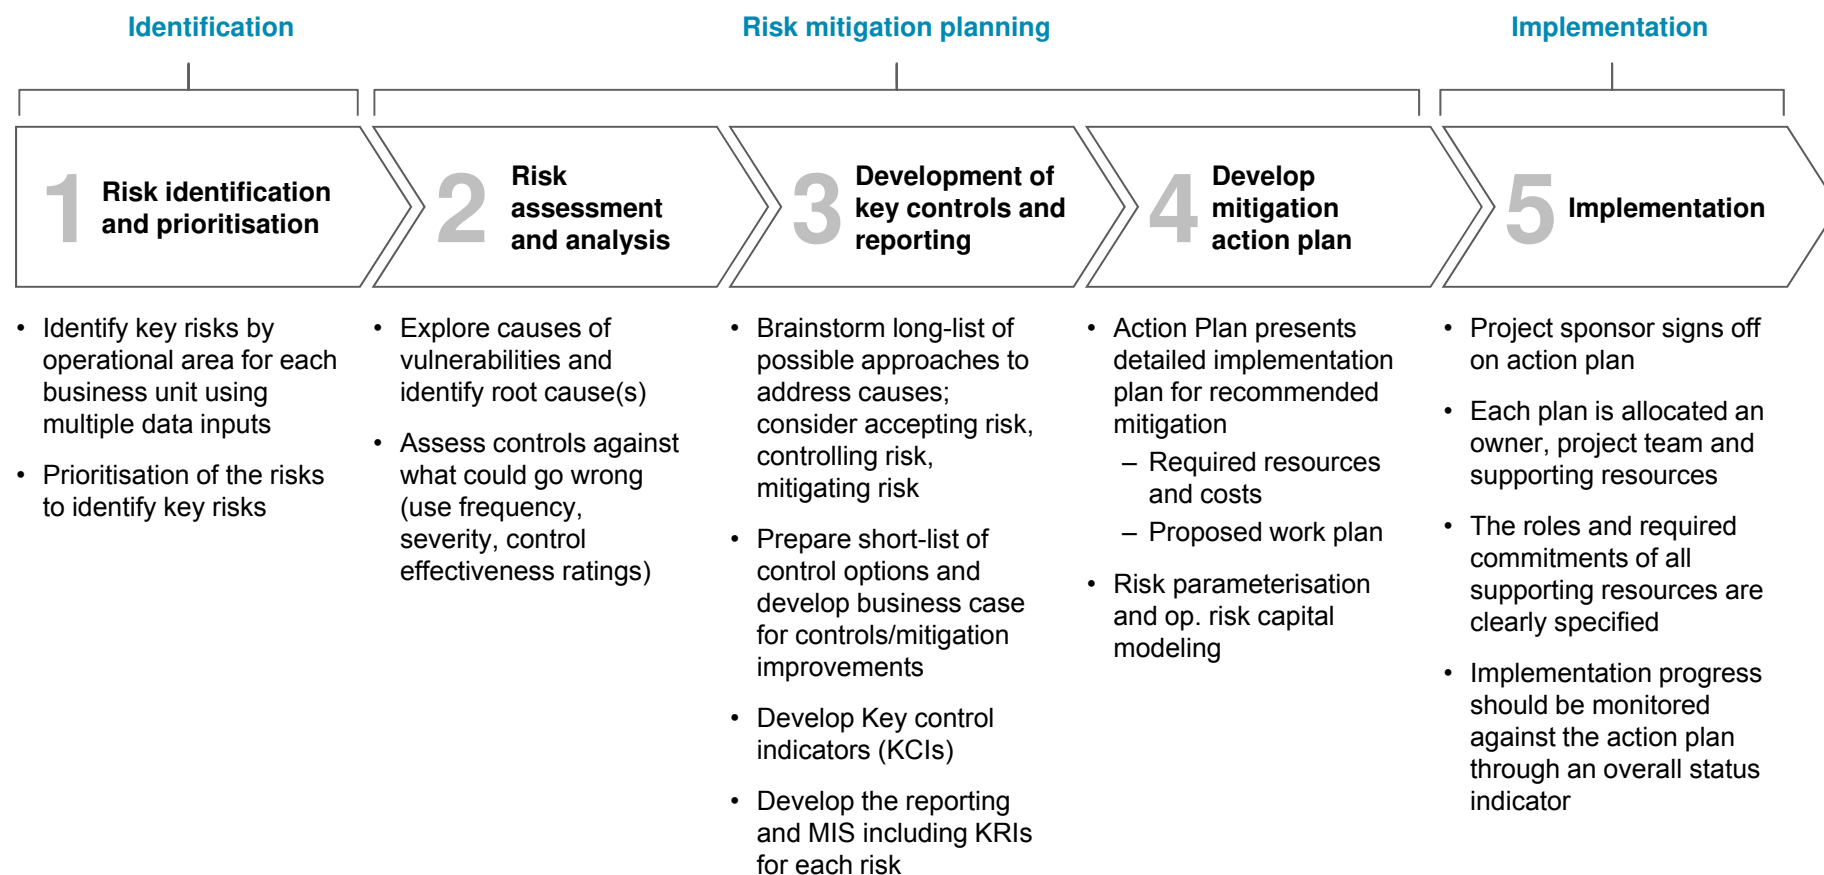 Identification
Risk mitigation planning
Implementation
1
Risk identification
and prioritisation
2
Risk
assessment
and analysis
3
Development of
key controls and
reporting
4
Develop
mitigation
action plan
5
Implementation
• Identify key risks by
operational area for each
business unit using
multiple data inputs
• Prioritisation of the risks
to identify key risks
• Explore causes of
vulnerabilities and
identify root cause(s)
• Assess controls against
what could go wrong
(use frequency,
severity, control
effectiveness ratings)
• Brainstorm long-list of
possible approaches to
address causes;
consider accepting risk,
controlling risk,
mitigating risk
• Prepare short-list of
control options and
develop business case
for controls/mitigation
improvements
• Develop Key control
indicators (KCIs)
• Develop the reporting
and MIS including KRIs
for each risk
• Action Plan presents
detailed implementation
plan for recommended
mitigation
– Required resources
and costs
– Proposed work plan
• Risk parameterisation
and op. risk capital
modeling
• Project sponsor signs off
on action plan
• Each plan is allocated an
owner, project team and
supporting resources
• The roles and required
commitments of all
supporting resources are
clearly specified
• Implementation progress
should be monitored
against the action plan
through an overall status
indicator